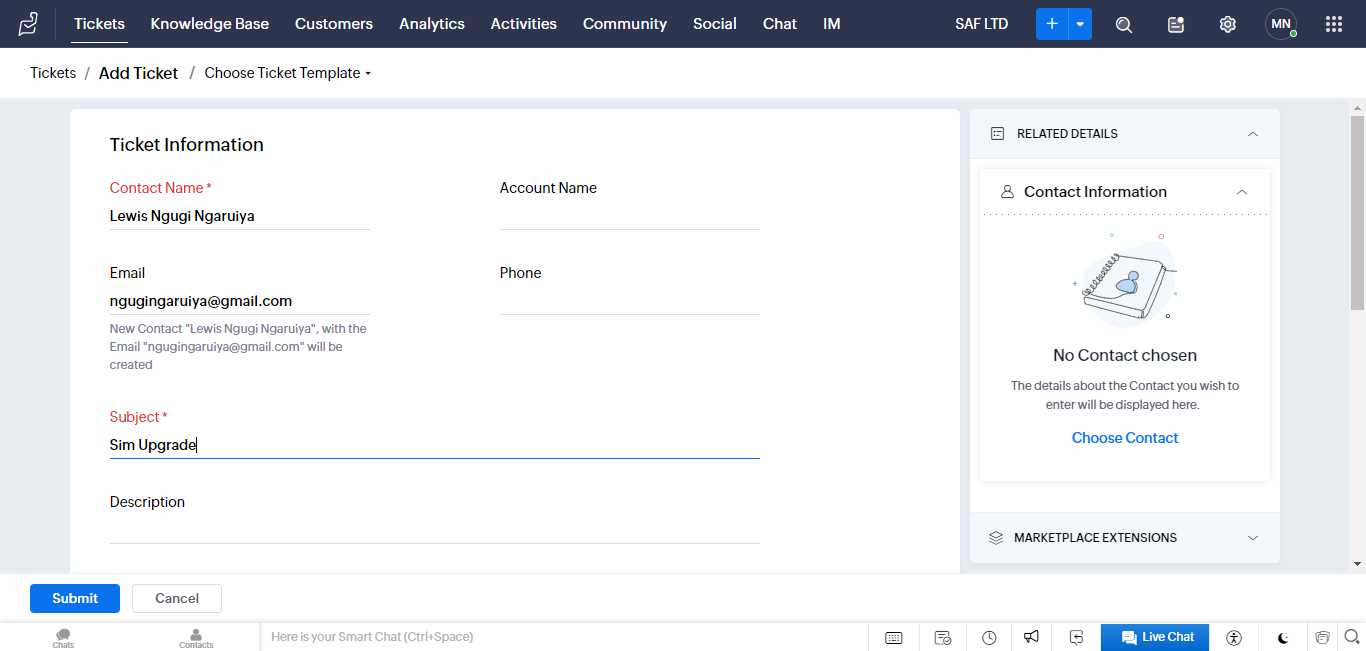 Tickets Knowledge Base Customers Analytics Activities Community Social Chat IM SAF LTD MN
Tickets / Add Ticket / Choose Ticket Template
Ticket Information
Contact Name *
Lewis Ngugi Ngaruiya
Account Name
Email
ngugingaruiya@gmail.com
New Contact "Lewis Ngugi Ngaruiya", with the
Email "ngugingaruiya@gmail.com" will be
created
Phone
Subject *
Sim Upgrade
Description
RELATED DETAILS
Contact Information
No Contact chosen
The details about the Contact you wish to
enter will be displayed here.
Choose Contact
MARKETPLACE EXTENSIONS
Submit Cancel
Chats
Contacts
Here is your Smart Chat (Ctrl+Space)
Live Chat